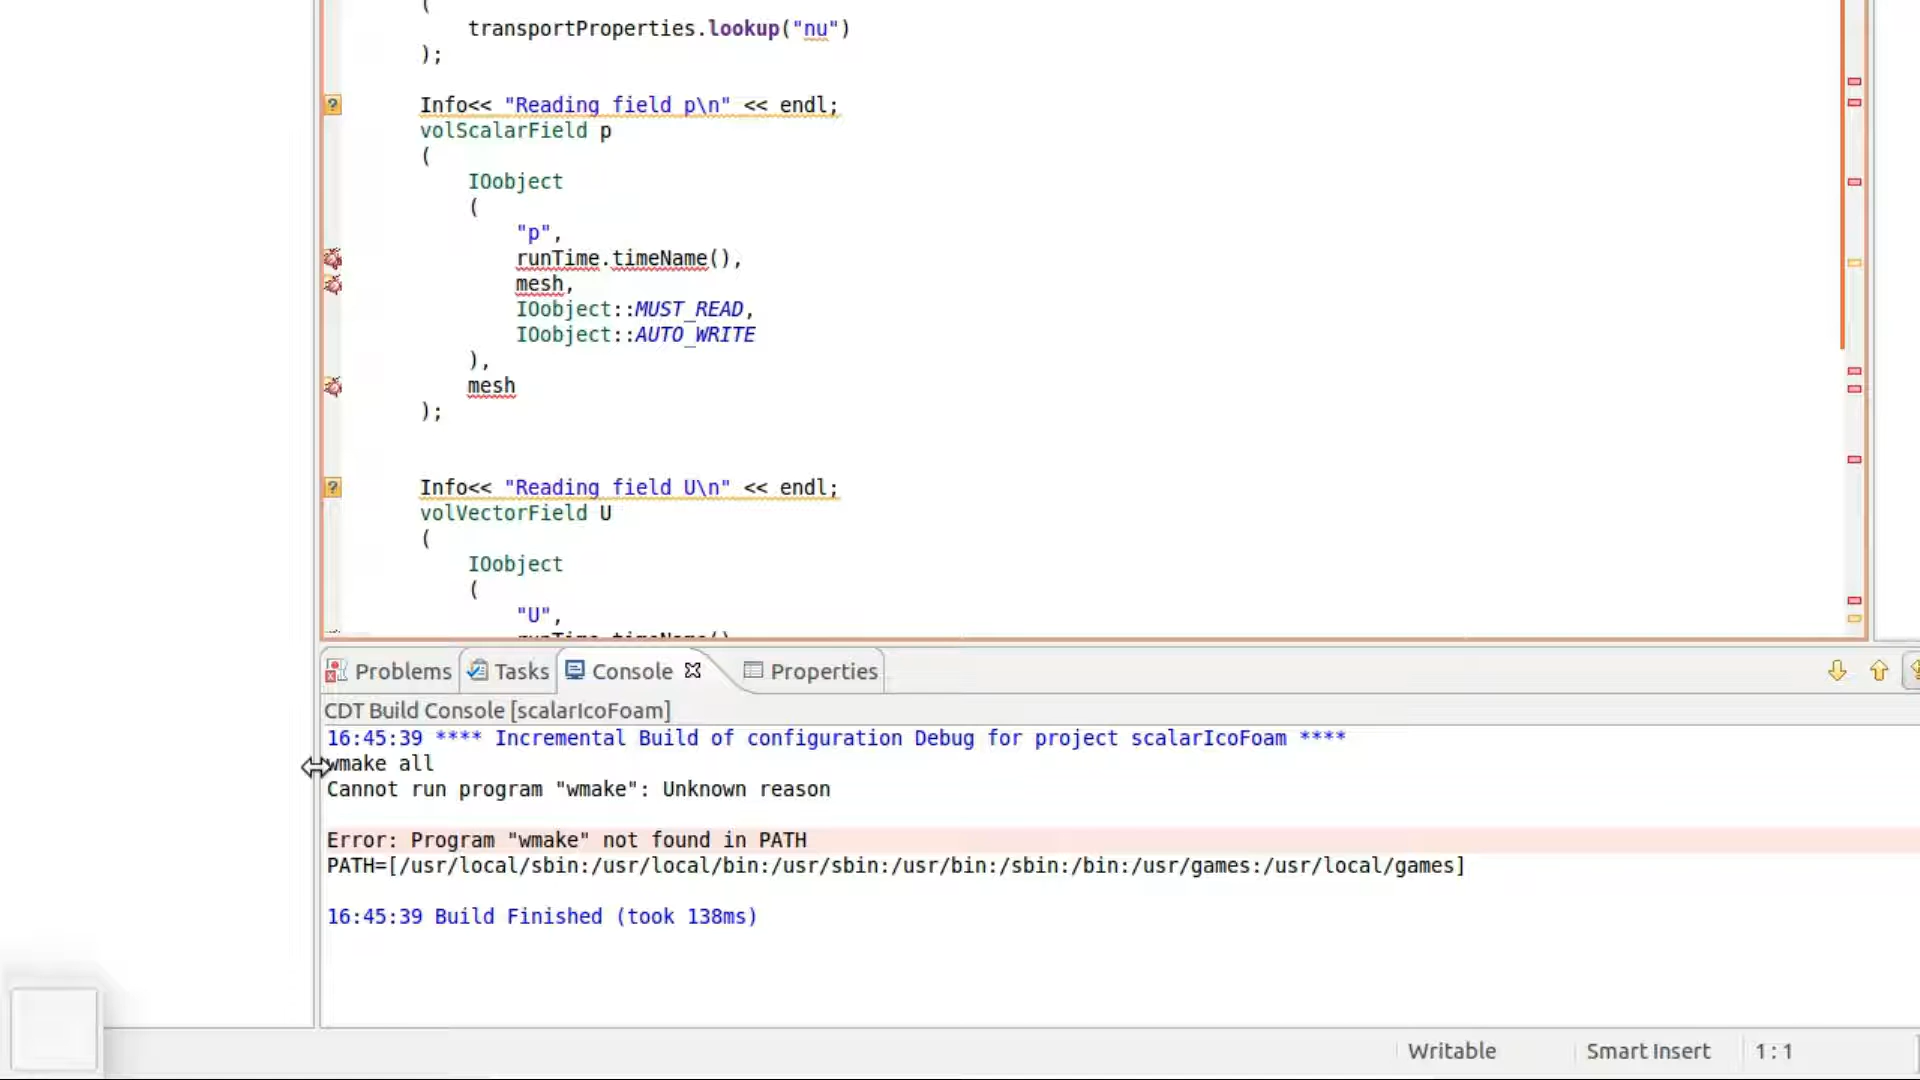 (
transportProperties.lookup("nu")
);
Info<< "Reading field p\n" << endl;
volScalarField p
(
IOobject
(
"p",
runTime.timeName(),
mesh,
IOobject::MUST_READ,
IOobject::AUTO_WRITE
),
mesh
);
Info<< "Reading field U\n" << endl;
volVectorField U
(
IOobject
(
"U",
runTime.timeName()
Problems Tasks Console Properties
CDT Build Console [scalarIcoFoam]
16:45:39 **** Incremental Build of configuration Debug for project scalarIcoFoam ****
wmake all
Cannot run program "wmake": Unknown reason
Error: Program "wmake" not found in PATH
PATH=[/usr/local/sbin:/usr/local/bin:/usr/sbin:/usr/bin:/sbin:/bin:/usr/games:/usr/local/games]
16:45:39 Build Finished (took 138ms)
Writable Smart Insert 1 : 1